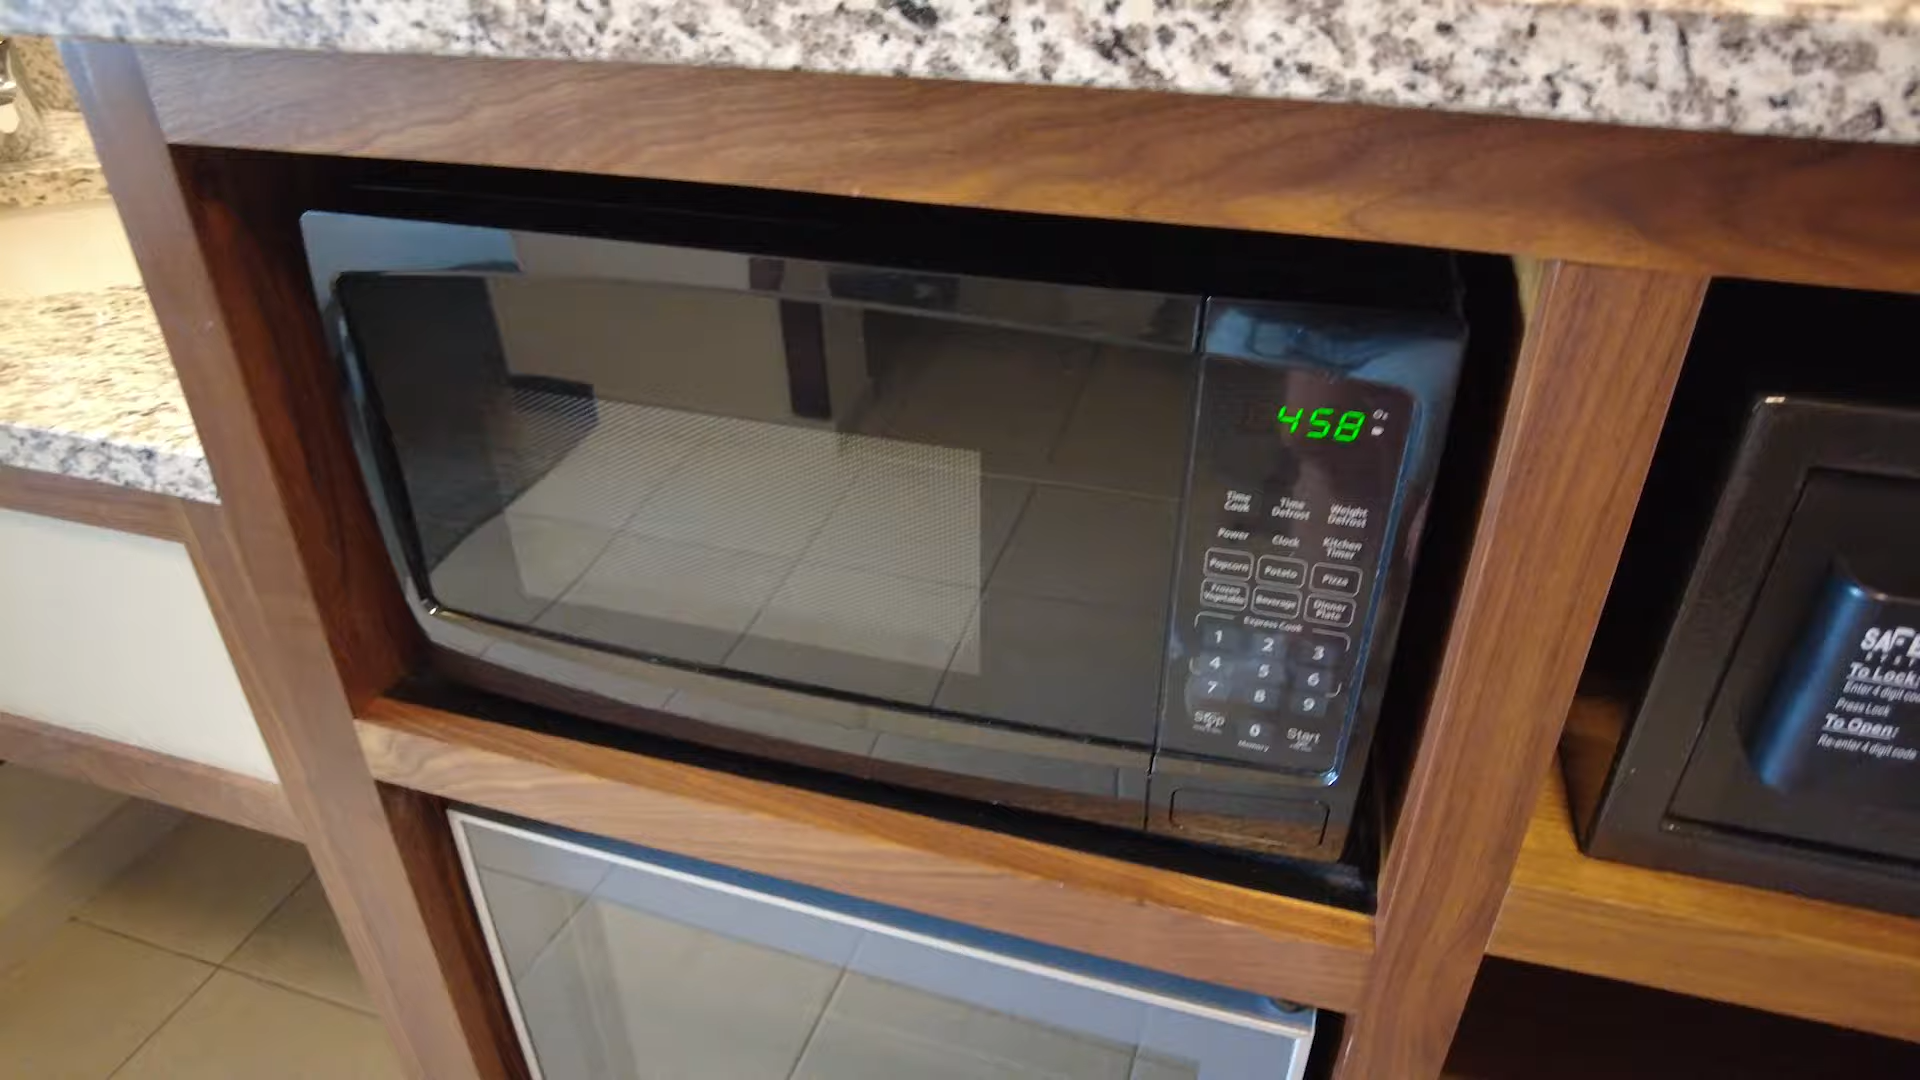 458
Oz
Time Cook
Time Defrost
Weight Defrost
Power
Clock
Kitchen Timer
Popcorn
Potato
Pizza
Frozen Vegetable
Beverage
Dinner Plate
Express Cook
1 2 3
4 5 6
7 8 9
Stop
0
Start
Memory
SAFE
To Lock:
Enter 4 digit
Press Lock
To Open:
Re-enter 4 digit code